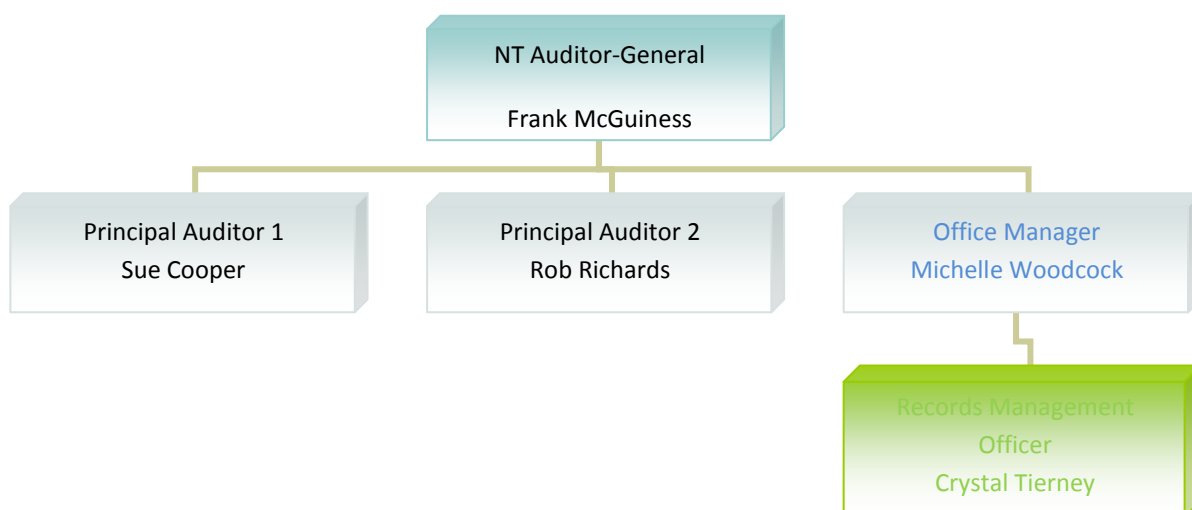 NT Auditor-General
Frank McGuiness
Principal Auditor 1
Sue Cooper
Principal Auditor 2
Rob Richards
Office Manager
Michelle Woodcock
Records Management
Officer
Crystal Tierney